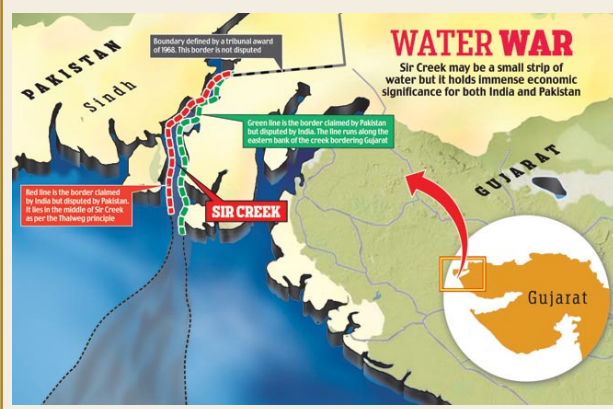 WATER WAR
Sir Creek may be a small strip of
water but it holds immense economic
significance for both India and Pakistan
Boundary defined by a tribunal award
of 1968. This border is not disputed
PAKISTAN
Sindh
Green line is the border claimed by Pakistan
but disputed by India. The line runs along the
eastern bank of the creek bordering Gujarat
GUJARAT
Red line is the border claimed
by India but disputed by Pakistan.
It lies in the middle of Sir Creek
as per the Thalweg principle
SIR CREEK
Gujarat